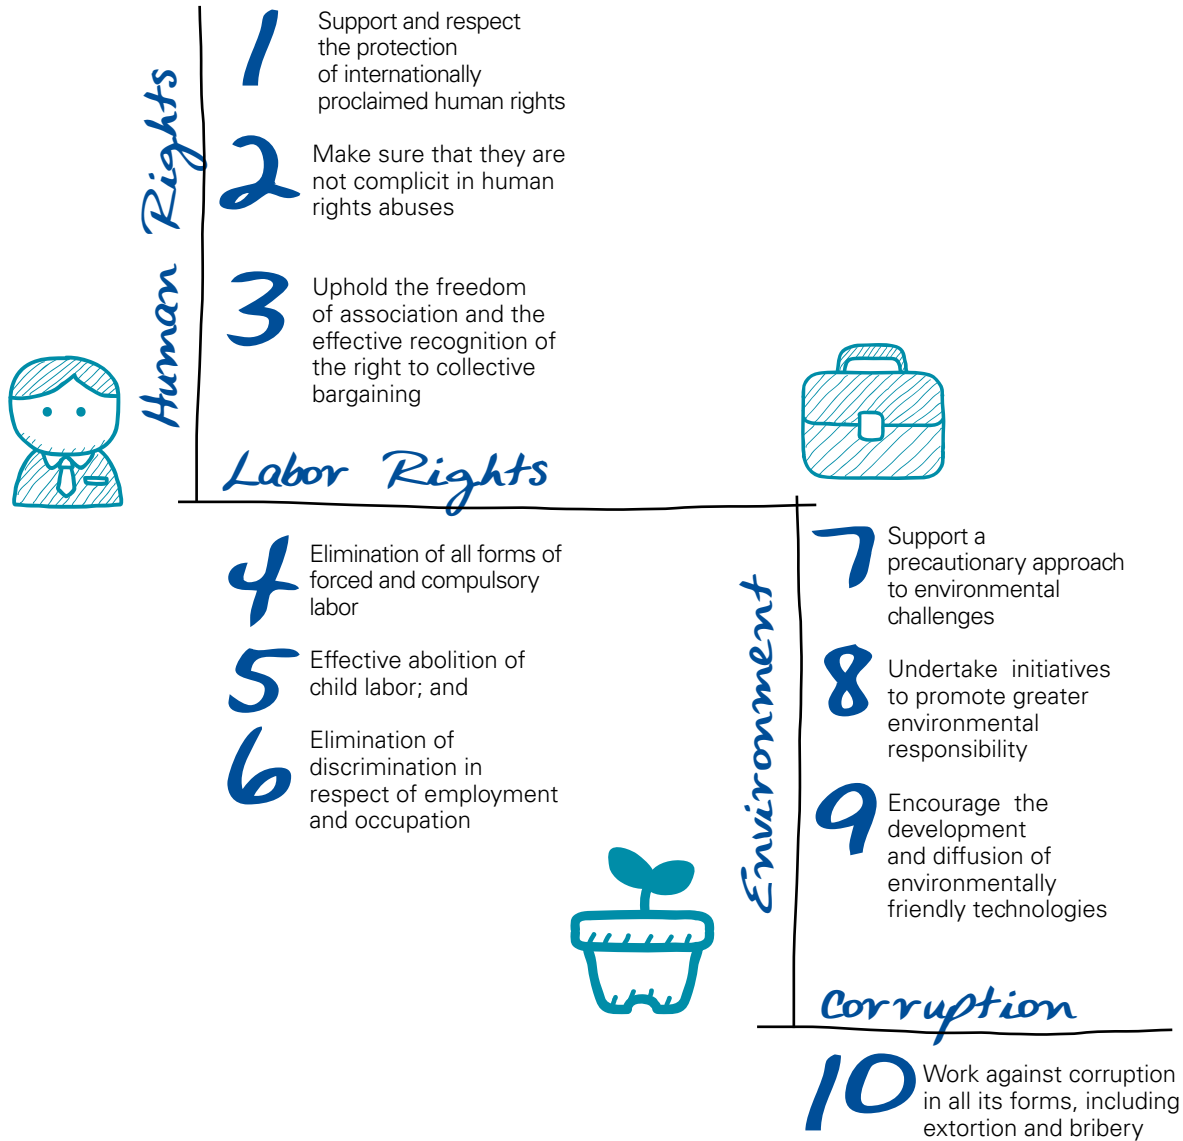 Human Rights
1
Support and respect
the protection
of internationally
proclaimed human rights
2
Make sure that they are
not complicit in human
rights abuses
3
Uphold the freedom
of association and the
effective recognition of
the right to collective
bargaining
Labor Rights
4
Elimination of all forms of
forced and compulsory
labor
5
Effective abolition of
child labor; and
6
Elimination of
discrimination in
respect of employment
and occupation
Environment
7
Support a
precautionary approach
to environmental
challenges
8
Undertake initiatives
to promote greater
environmental
responsibility
9
Encourage the
development
and diffusion of
environmentally
friendly technologies
Corruption
10
Work against corruption
in all its forms, including
extortion and bribery